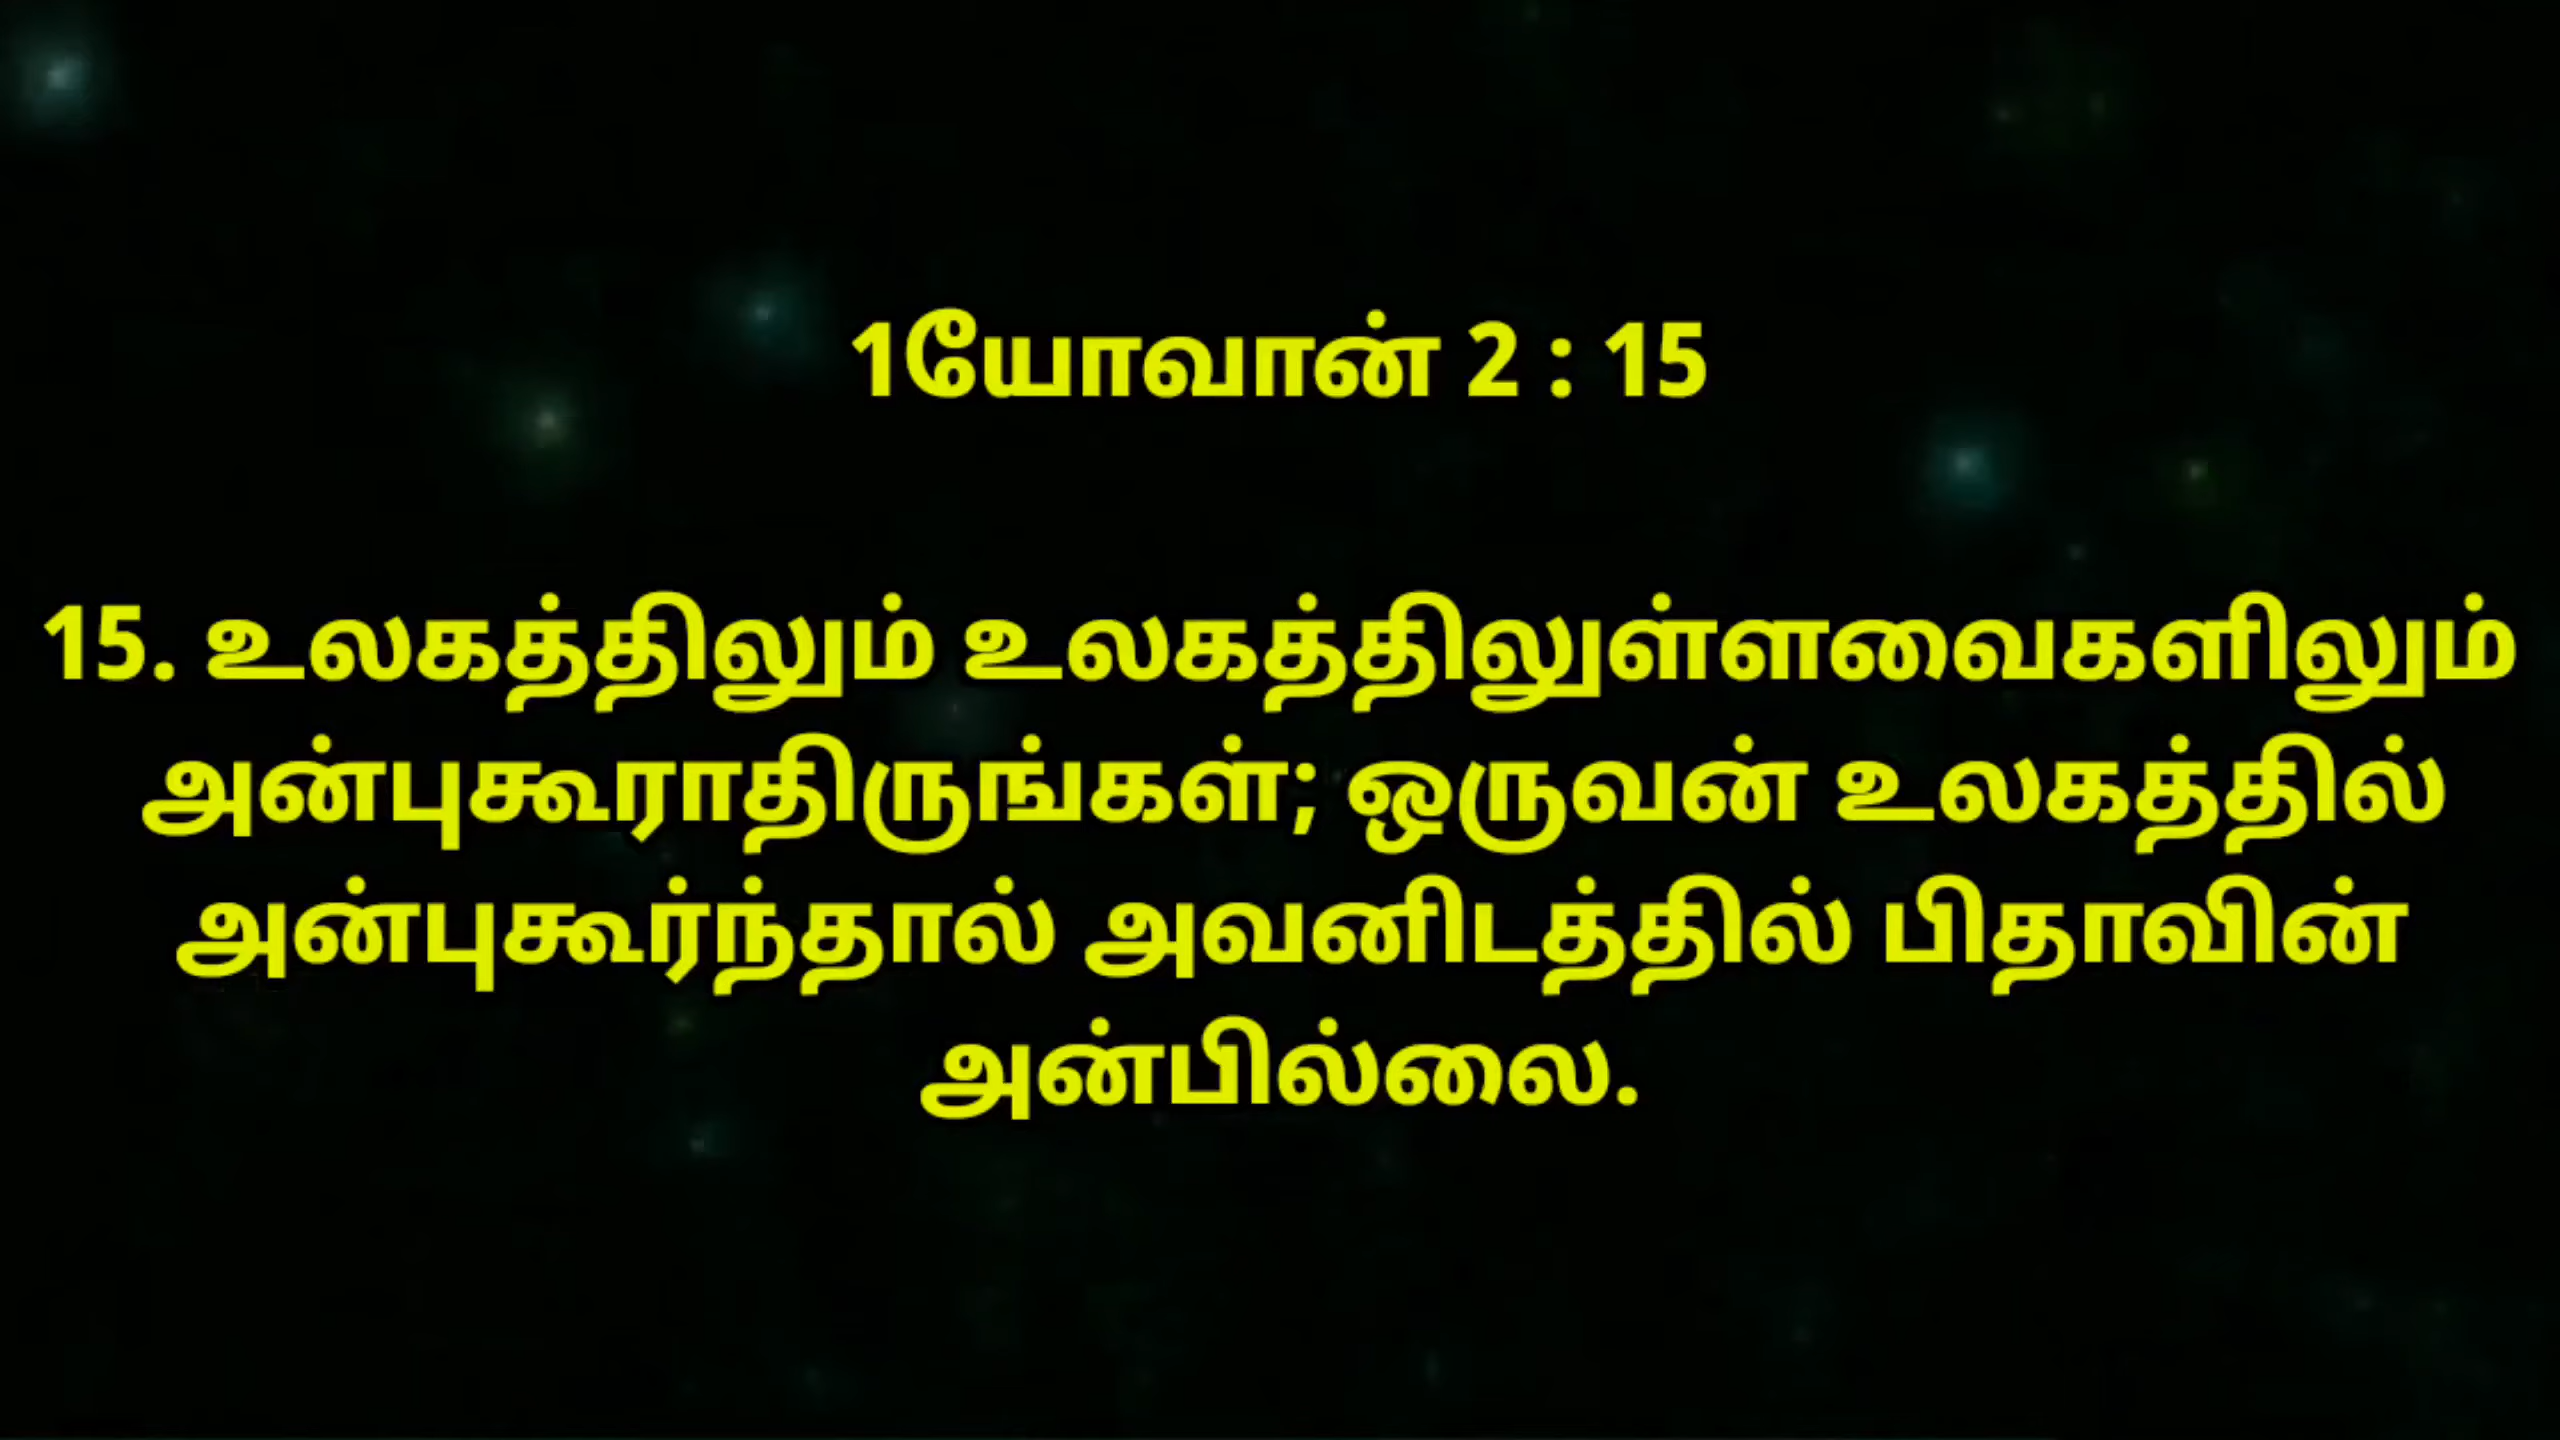 1யோவான் 2 : 15
15. உலகத்திலும் உலகத்திலுள்ளவைகளிலும்
அன்புகூராதிருங்கள்; ஒருவன் உலகத்தில்
அன்புகூர்ந்தால் அவனிடத்தில் பிதாவின்
அன்பில்லை.